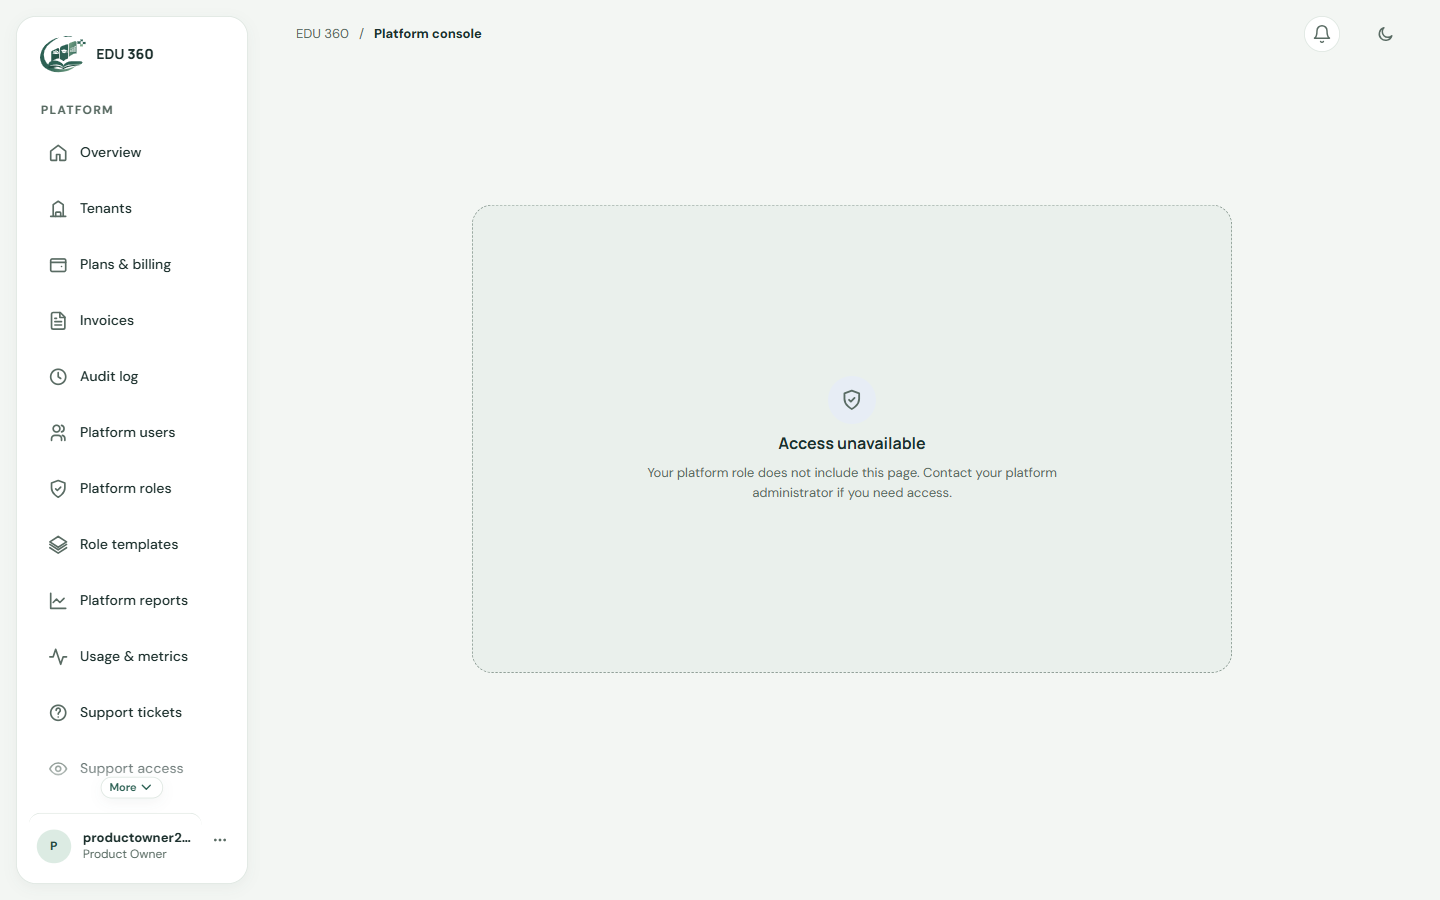 EDU 360
PLATFORM
Overview
Tenants
Plans & billing
Invoices
Audit log
Platform users
Platform roles
Role templates
Platform reports
Usage & metrics
Support tickets
Support access
More
P
productowner2...
Product Owner
EDU 360 / Platform console
Access unavailable
Your platform role does not include this page. Contact your platform
administrator if you need access.